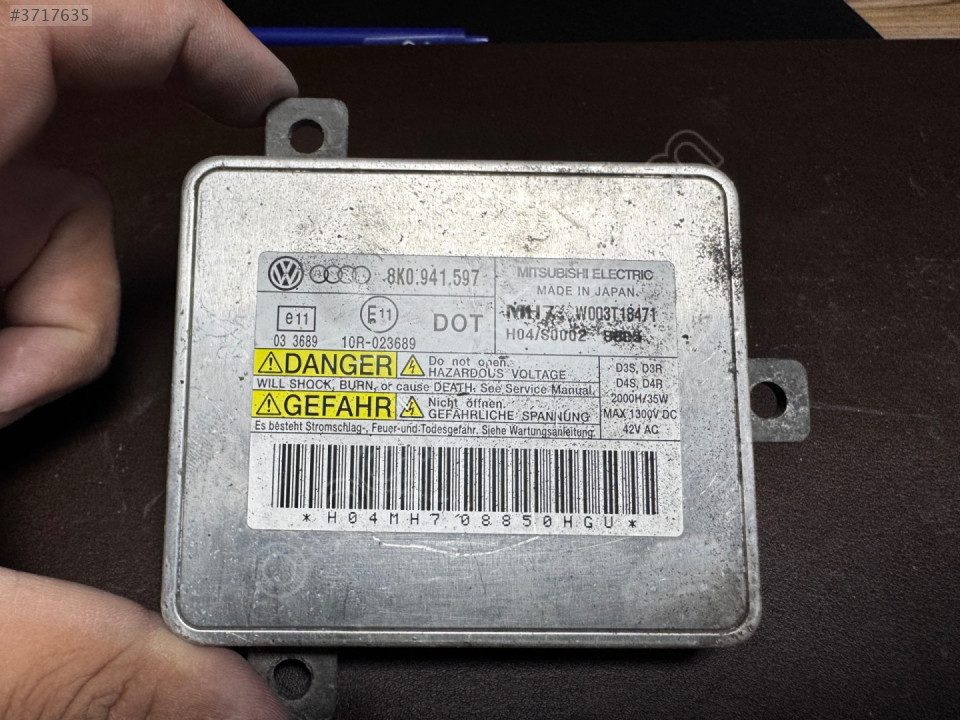 #3717635
8K0.941.597
MITSUBISHI ELECTRIC
MADE IN JAPAN.
e11
E11
DOT
03 3689
10R-023689
W003T18471
H04/S0002
DANGER
Do not open.
HAZARDOUS VOLTAGE
WILL SHOCK, BURN, or cause DEATH. See Service Manual.
GEFAHR
Nicht öffnen.
GEFÄHRLICHE SPANNUNG
Es besteht Stromschlag-, Feuer-und Todesgefahr. Siehe Wartungsanleitung.
D3S, D3R
D4S, D4R
2000H/35W
MAX 1300V DC
42V AC
*H04MH708850HGU*